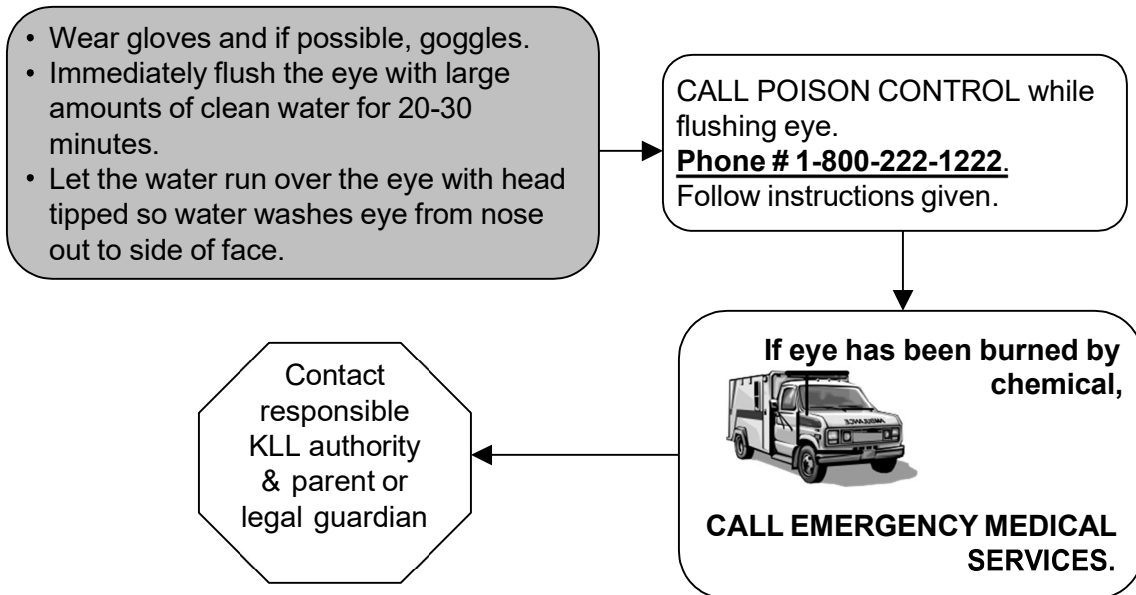 • Wear gloves and if possible, goggles.
• Immediately flush the eye with large
amounts of clean water for 20-30
minutes.
• Let the water run over the eye with head
tipped so water washes eye from nose
out to side of face.
CALL POISON CONTROL while
flushing eye.
Phone # 1-800-222-1222.
Follow instructions given.
If eye has been burned by
chemical,
AMBULANCE
CALL EMERGENCY MEDICAL
SERVICES.
Contact
responsible
KLL authority
& parent or
legal guardian